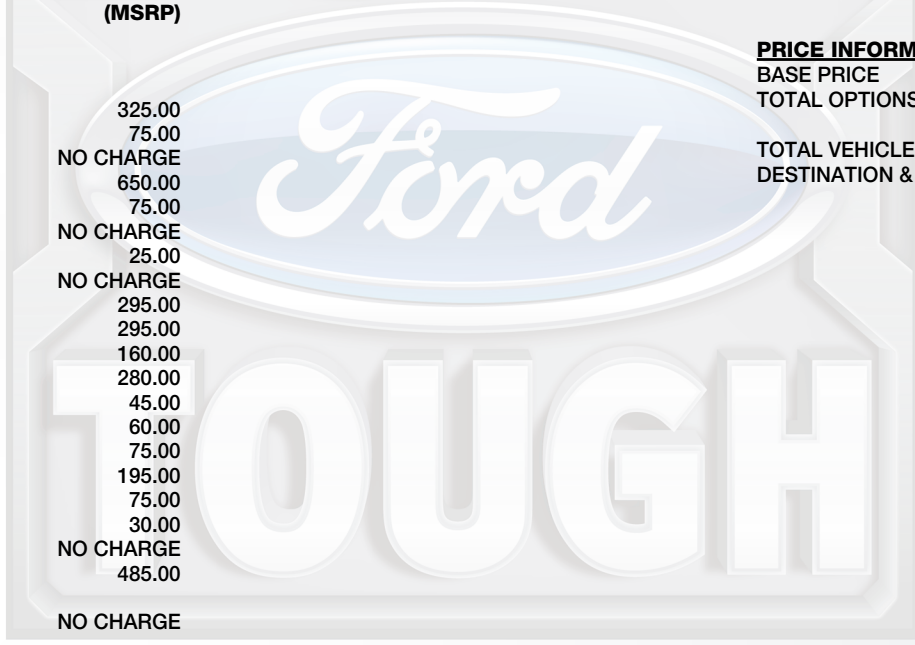 (MSRP)
325.00
75.00
NO CHARGE
650.00
75.00
NO CHARGE
25.00
NO CHARGE
295.00
295.00
160.00
280.00
45.00
60.00
75.00
195.00
75.00
30.00
NO CHARGE
485.00
NO CHARGE
PRICE INFORM
BASE PRICE
TOTAL OPTIONS
TOTAL VEHICLE
DESTINATION &
Ford
TOUGH